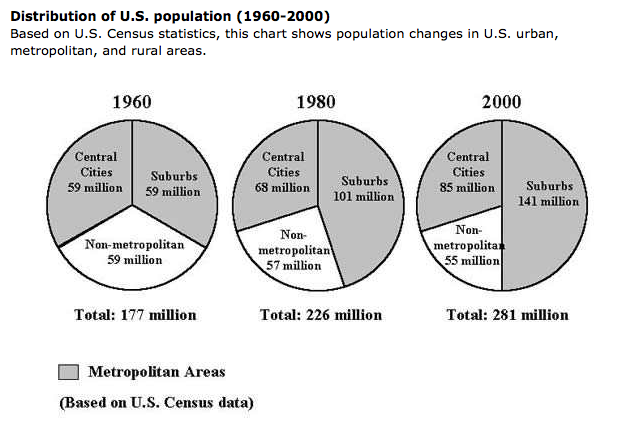 Distribution of U.S. population (1960-2000)
Based on U.S. Census statistics, this chart shows population changes in U.S. urban,
metropolitan, and rural areas.
1960
Central
Cities
59 million
Suburbs
59 million
Non-metropolitan
59 million
Total: 177 million
1980
Central
Cities
68 million
Suburbs
101 million
Non-
metropolitan
57 million
Total: 226 million
2000
Central
Cities
85 million
Suburbs
141 million
Non-
metropolitan
55 million
Total: 281 million
Metropolitan Areas
(Based on U.S. Census data)